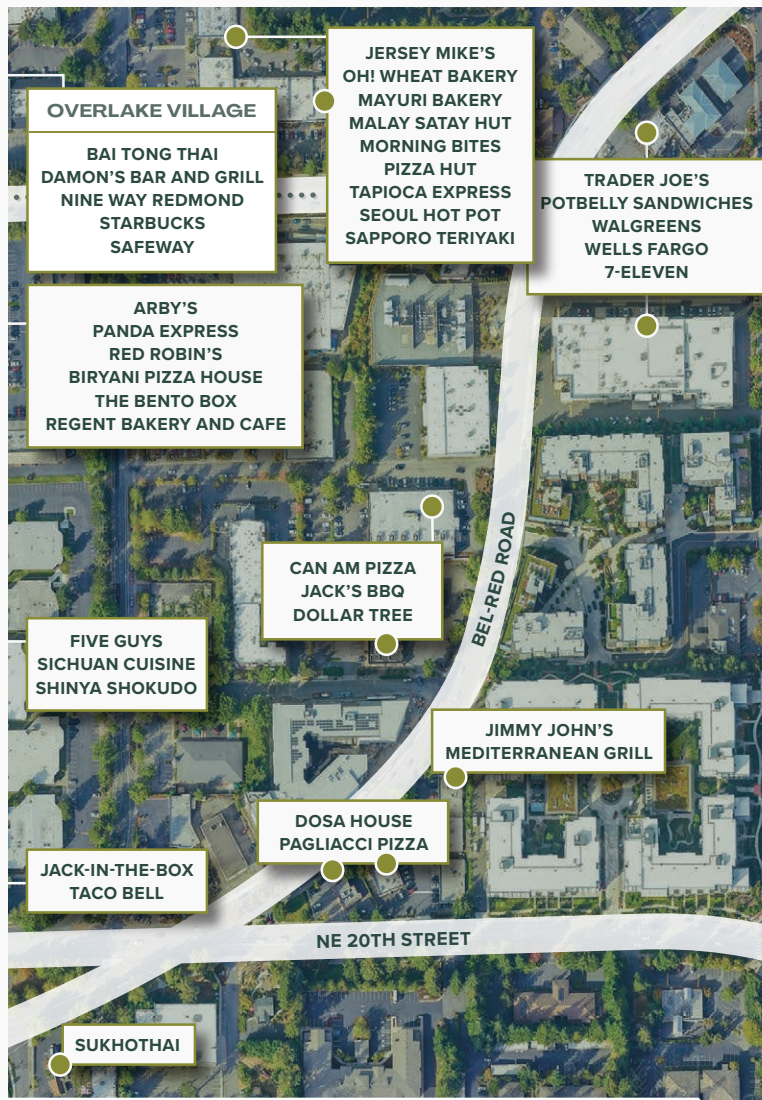 JERSEY MIKE'S
OH! WHEAT BAKERY
MAYURI BAKERY
MALAY SATAY HUT
MORNING BITES
PIZZA HUT
TAPIOCA EXPRESS
SEOUL HOT POT
SAPPORO TERIYAKI
OVERLAKE VILLAGE
BAI TONG THAI
DAMON'S BAR AND GRILL
NINE WAY REDMOND
STARBUCKS
SAFEWAY
TRADER JOE'S
POTBELLY SANDWICHES
WALGREENS
WELLS FARGO
7-ELEVEN
ARBY'S
PANDA EXPRESS
RED ROBIN'S
BIRYANI PIZZA HOUSE
THE BENTO BOX
REGENT BAKERY AND CAFE
BEL-RED ROAD
CAN AM PIZZA
JACK'S BBQ
DOLLAR TREE
FIVE GUYS
SICHUAN CUISINE
SHINYA SHOKUDO
JIMMY JOHN'S
MEDITERRANEAN GRILL
DOSA HOUSE
PAGLIACCI PIZZA
JACK-IN-THE-BOX
TACO BELL
NE 20TH STREET
SUKHOTHAI